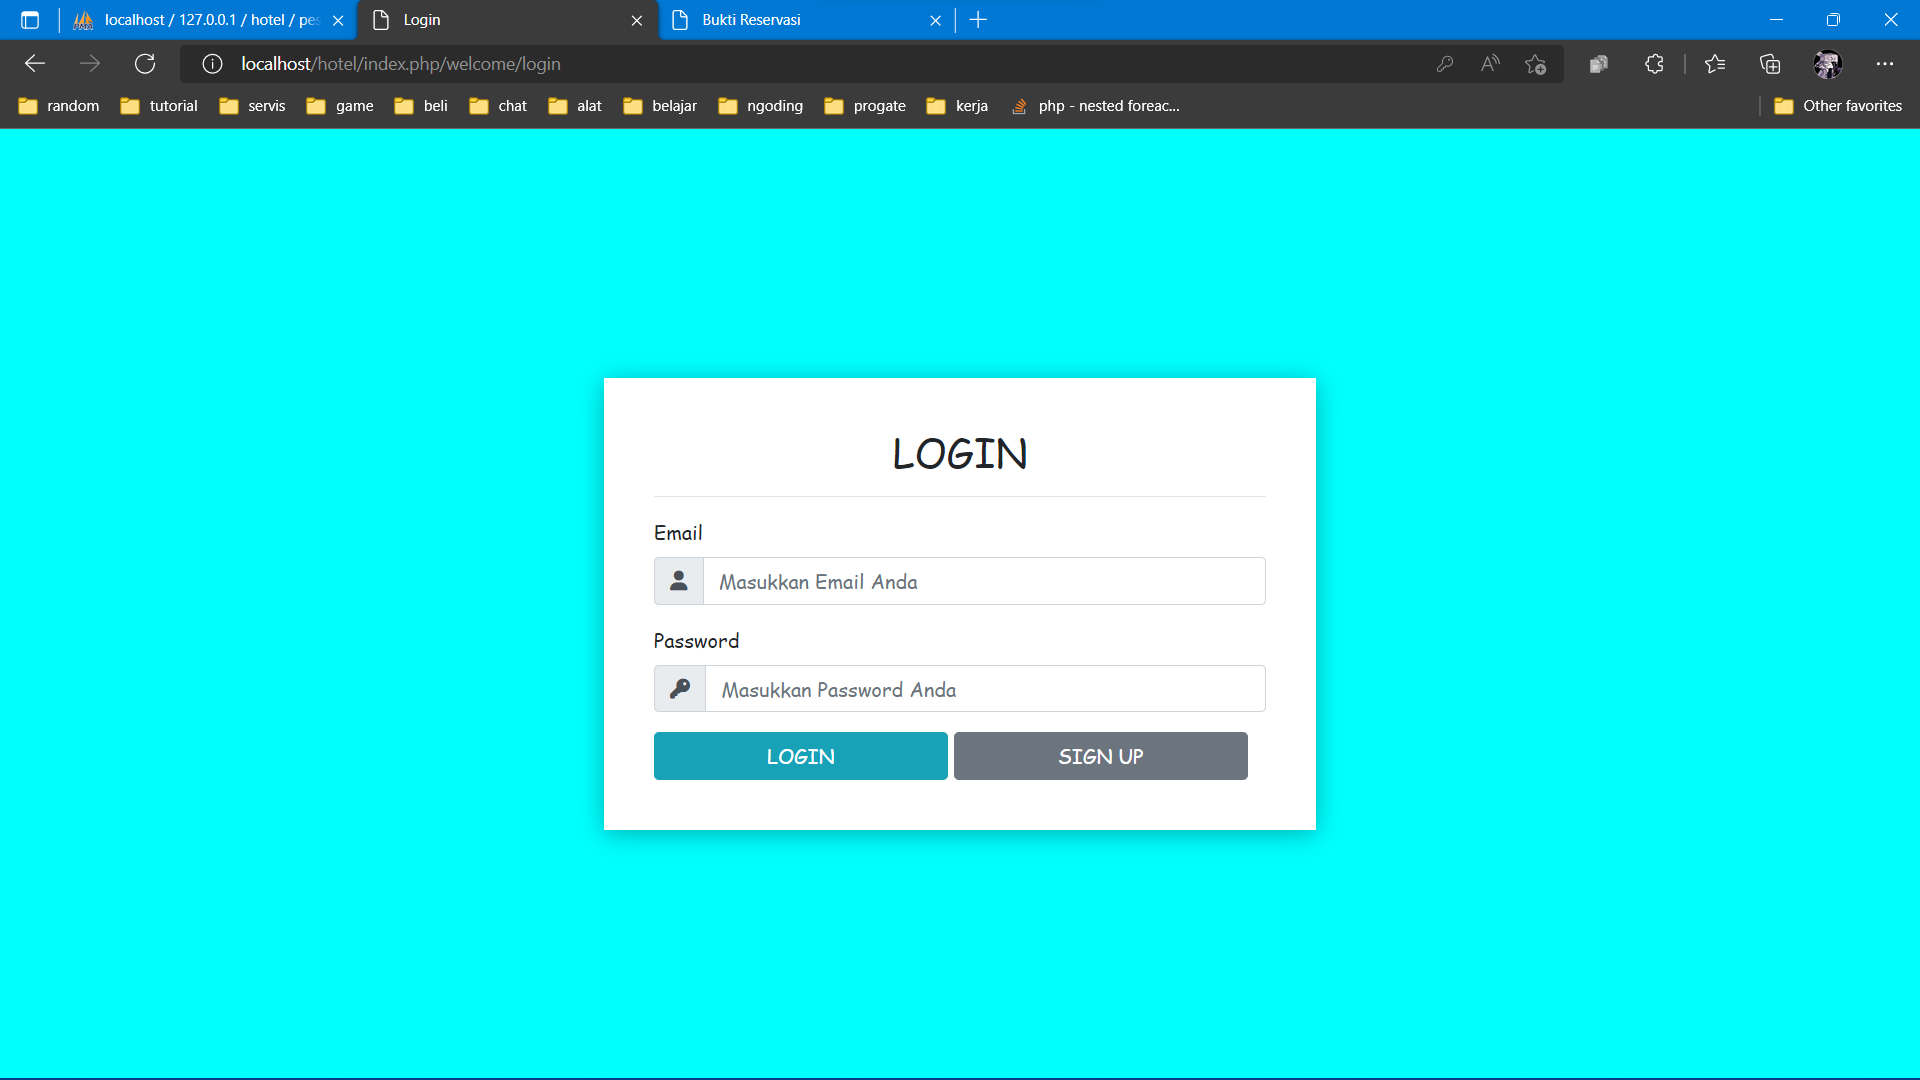 localhost / 127.0.0.1 / hotel / pes
Login
Bukti Reservasi
localhost/hotel/index.php/welcome/login
random
tutorial
servis
game
beli
chat
alat
belajar
ngoding
progate
kerja
php - nested foreac...
Other favorites
LOGIN
Email
Masukkan Email Anda
Password
Masukkan Password Anda
LOGIN
SIGN UP